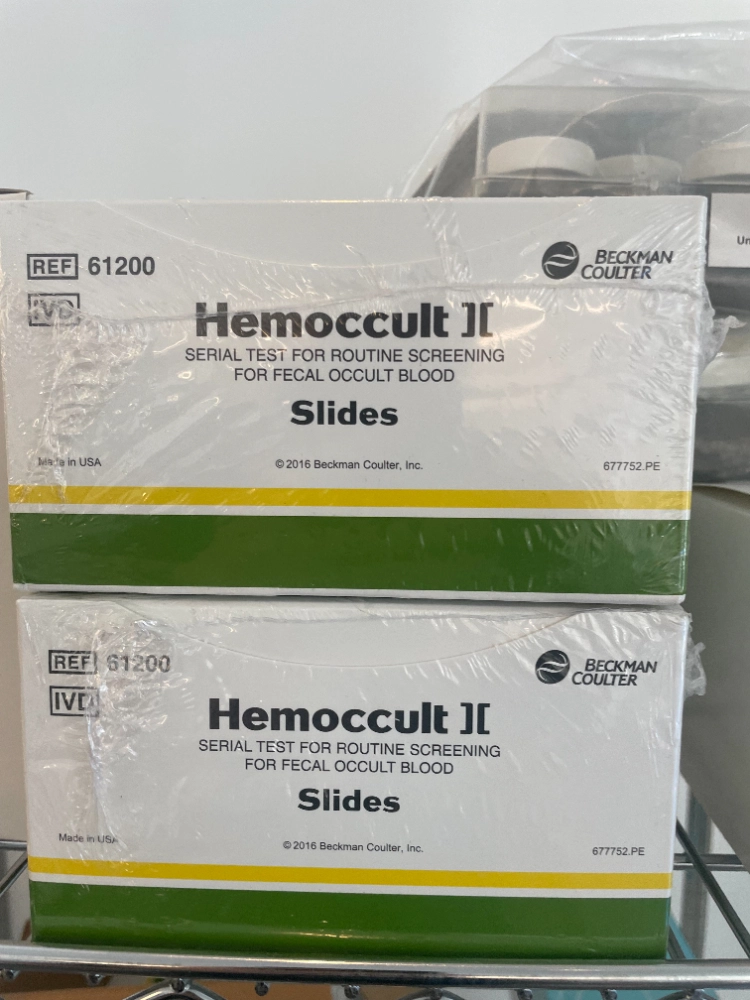 REF 61200
BECKMAN
COULTER
IVD
Hemoccult II
SERIAL TEST FOR ROUTINE SCREENING
FOR FECAL OCCULT BLOOD
Slides
Made in USA
© 2016 Beckman Coulter, Inc.
677752.PE
Un
REF 61200
BECKMAN
COULTER
IVD
Hemoccult II
SERIAL TEST FOR ROUTINE SCREENING
FOR FECAL OCCULT BLOOD
Slides
Made in USA
© 2016 Beckman Coulter, Inc.
677752.PE